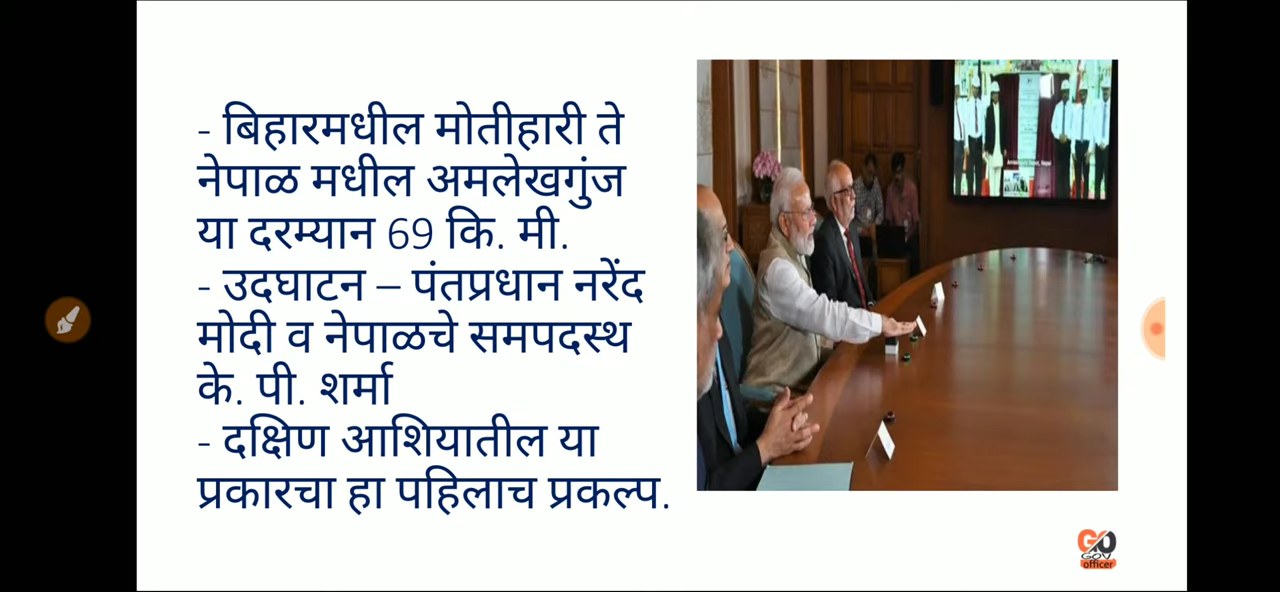 - बिहारमधील मोतीहारी ते
नेपाळ मधील अमलेखगुंज
या दरम्यान 69 कि. मी.
- उदघाटन – पंतप्रधान नरेंद
मोदी व नेपाळचे समपदस्थ
के. पी. शर्मा
- दक्षिण आशियातील या
प्रकारचा हा पहिलाच प्रकल्प.
GO
GOV
officer